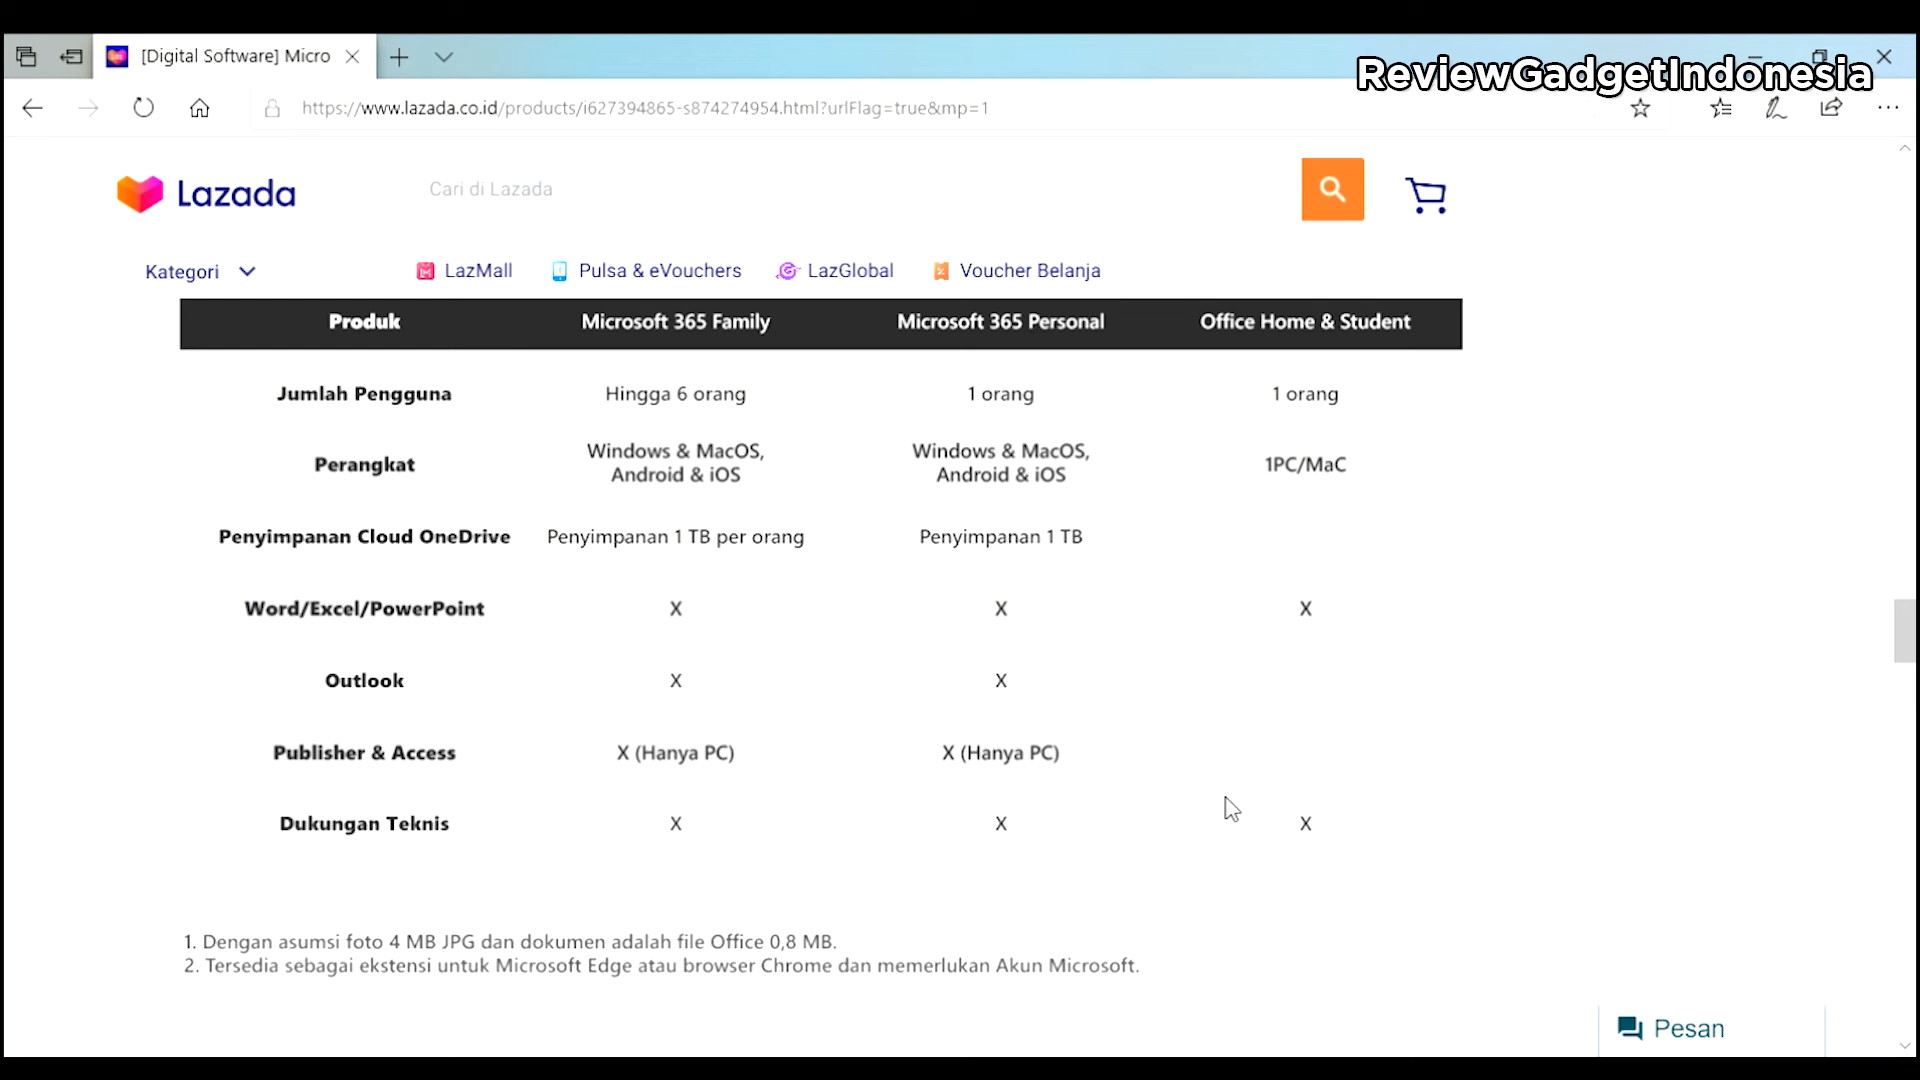 [Digital Software] Micro
ReviewGadgetIndonesia
https://www.lazada.co.id/products/i627394865-s874274954.html?urlFlag=true&mp=1
Lazada
Cari di Lazada
Kategori LazMall Pulsa & eVouchers LazGlobal Voucher Belanja
Produk Microsoft 365 Family Microsoft 365 Personal Office Home & Student
Jumlah Pengguna Hingga 6 orang 1 orang 1 orang
Windows & MacOS, Windows & MacOS,
Perangkat 1PC/MaC
Android & iOS Android & iOS
Penyimpanan Cloud OneDrive Penyimpanan 1 TB per orang Penyimpanan 1 TB
Word/Excel/PowerPoint X X X
Outlook X X
Publisher & Access X (Hanya PC) X (Hanya PC)
Dukungan Teknis X X X
1. Dengan asumsi foto 4 MB JPG dan dokumen adalah file Office 0,8 MB.
2. Tersedia sebagai ekstensi untuk Microsoft Edge atau browser Chrome dan memerlukan Akun Microsoft.
Pesan